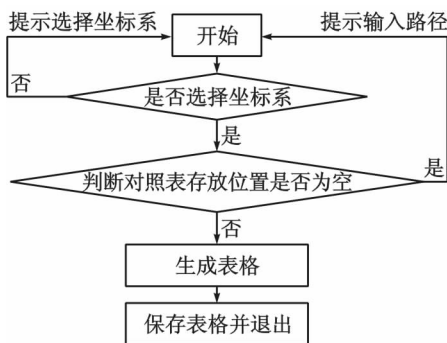 提示选择坐标系
提示输入路径
开始
否
是否选择坐标系
是
判断对照表存放位置是否为空
是
否
生成表格
保存表格并退出